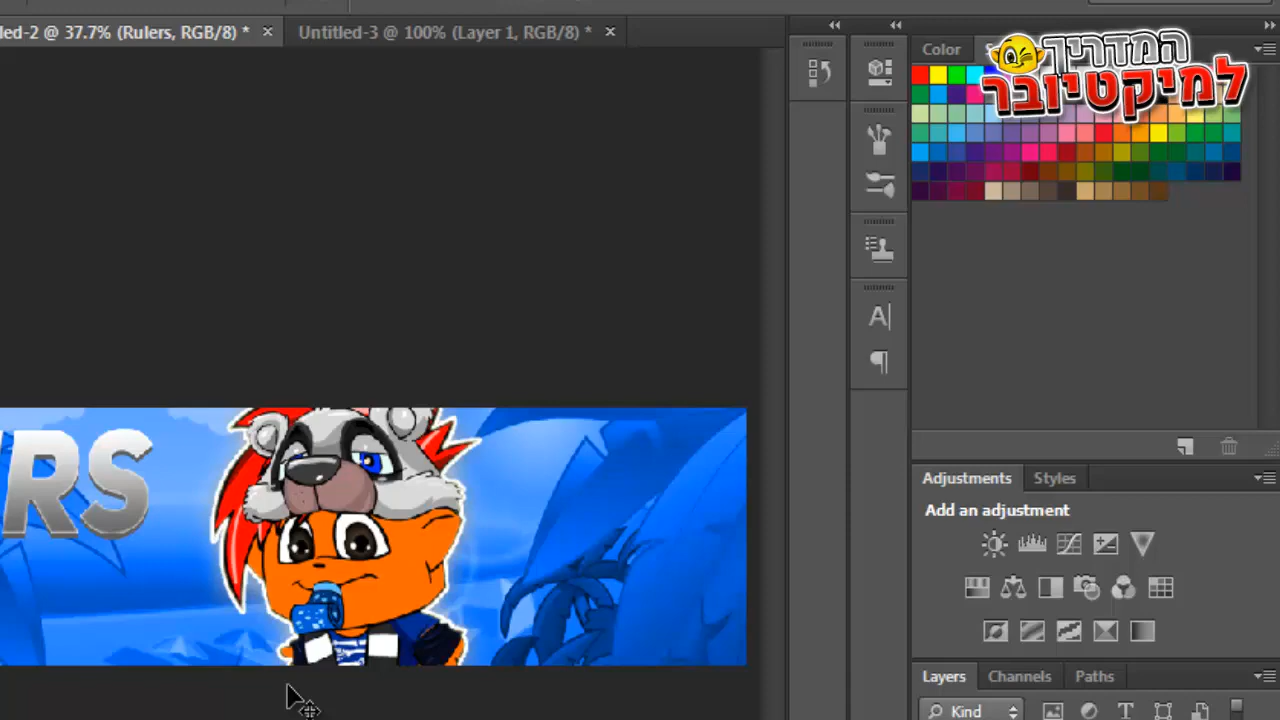 led-2 @ 37.7% (Rulers, RGB/8) *
Untitled-3 @ 100% (Layer 1, RGB/8) *
Color
המדריך
למיקטיובר
RS
Adjustments
Styles
Add an adjustment
Layers
Channels
Paths
Kind